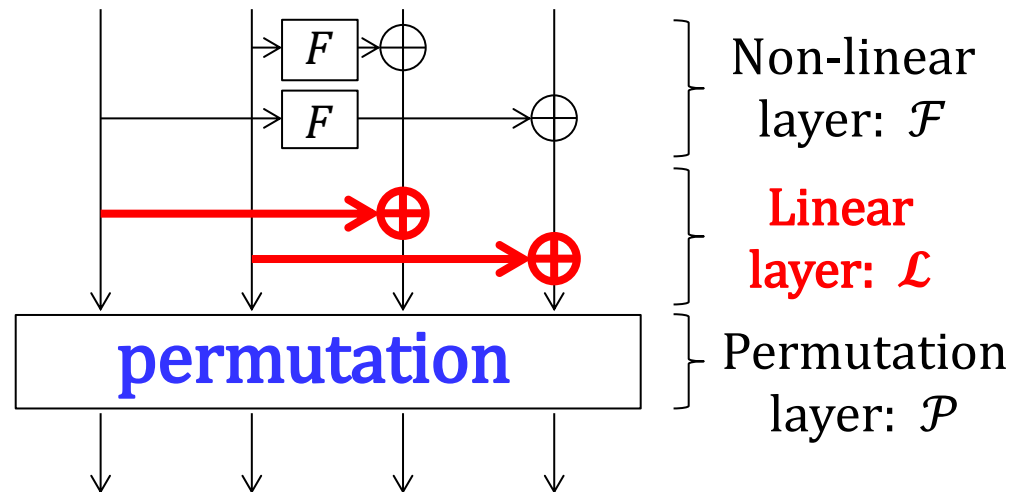 F
Non-linear
layer: ℱ
F
Linear
layer: ℒ
permutation
Permutation
layer: 𝒫